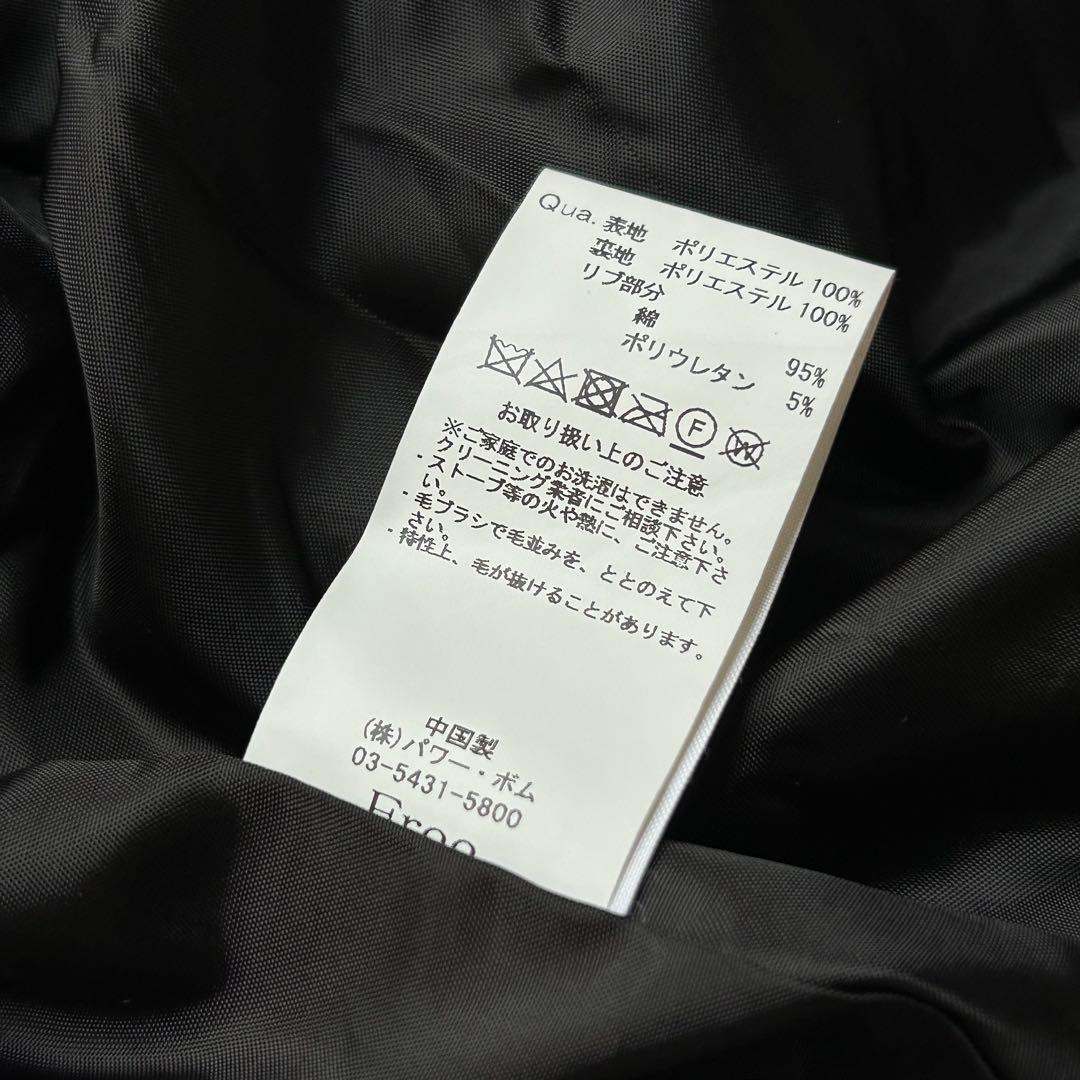 Qua. 表地 ポリエステル 100%
裏地 ポリエステル 100%
リブ部分
綿 95%
ポリウレタン 5%
F W
お取り扱い上のご注意
※ご家庭でのお洗濯はできません。
クリーニング業者にご相談下さい。
・ストーブ等の火や熱に、ご注意下さ
い。
・毛ブラシで毛並みを、ととのえて下
さい。
・特性上、毛が抜けることがあります。
中国製
(株)パワー・ボム
03-5431-5800
Free